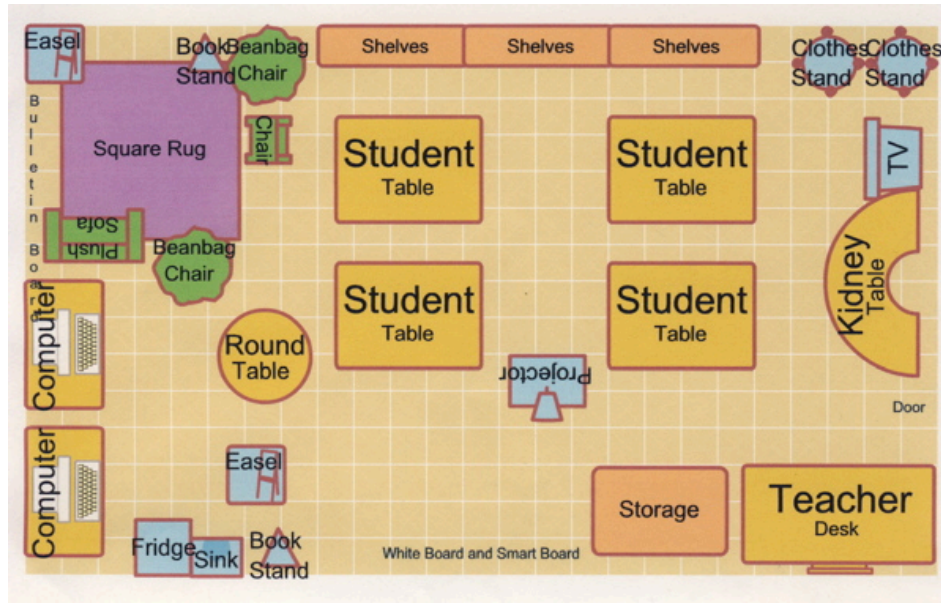 Easel
Book
Stand
Beanbag
Chair
Shelves
Shelves
Shelves
Clothes
Stand
Clothes
Stand
Bulletin Board
Square Rug
Chair
Student
Table
Student
Table
TV
Plush
Sofa
Beanbag
Chair
Kidney
Table
Computer
Round
Table
Student
Table
Student
Table
Projector
Door
Computer
Easel
Storage
Teacher
Desk
Fridge
Sink
Book
Stand
White Board and Smart Board